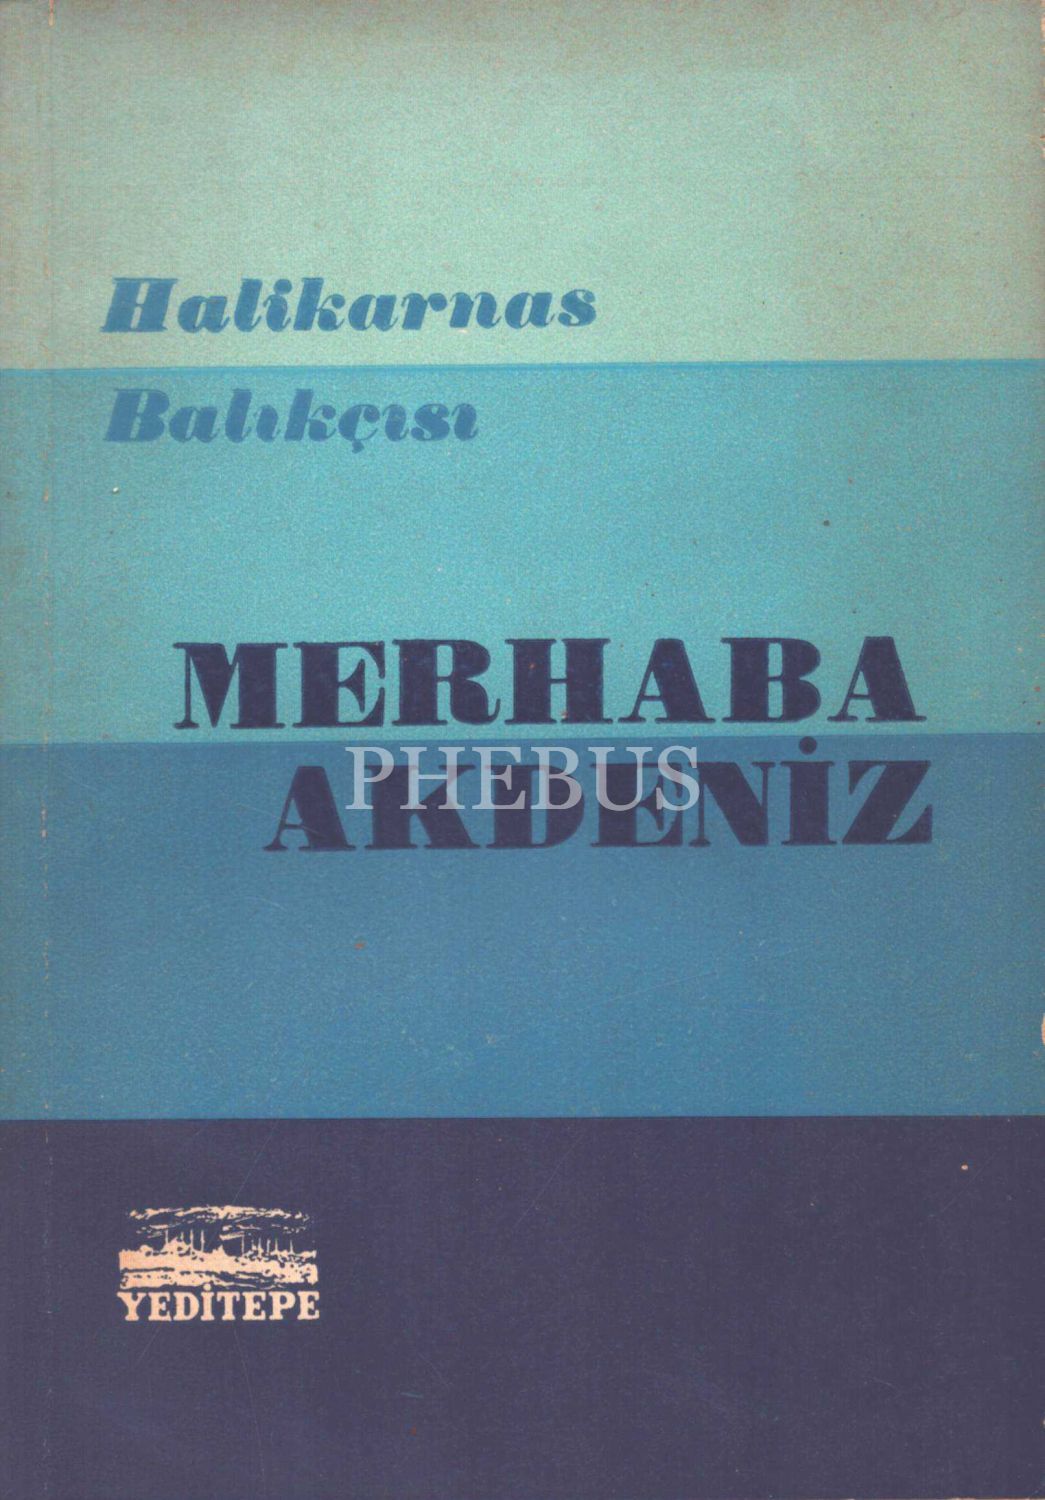 Halikarnas
Balıkçısı
MERHABA
PHEBUS
AKDENİZ
YEDİTEPE